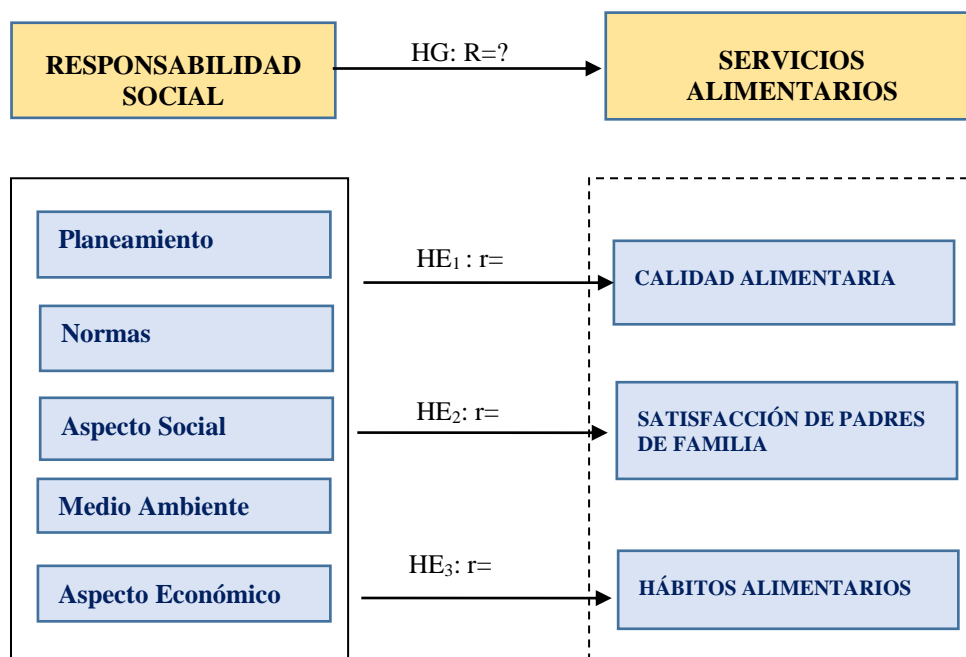 RESPONSABILIDAD
SOCIAL
HG: R=?
SERVICIOS
ALIMENTARIOS
Planeamiento
Normas
Aspecto Social
Medio Ambiente
Aspecto Económico
HE₁ : r=
HE₂: r=
HE₃: r=
CALIDAD ALIMENTARIA
SATISFACCIÓN DE PADRES
DE FAMILIA
HÁBITOS ALIMENTARIOS